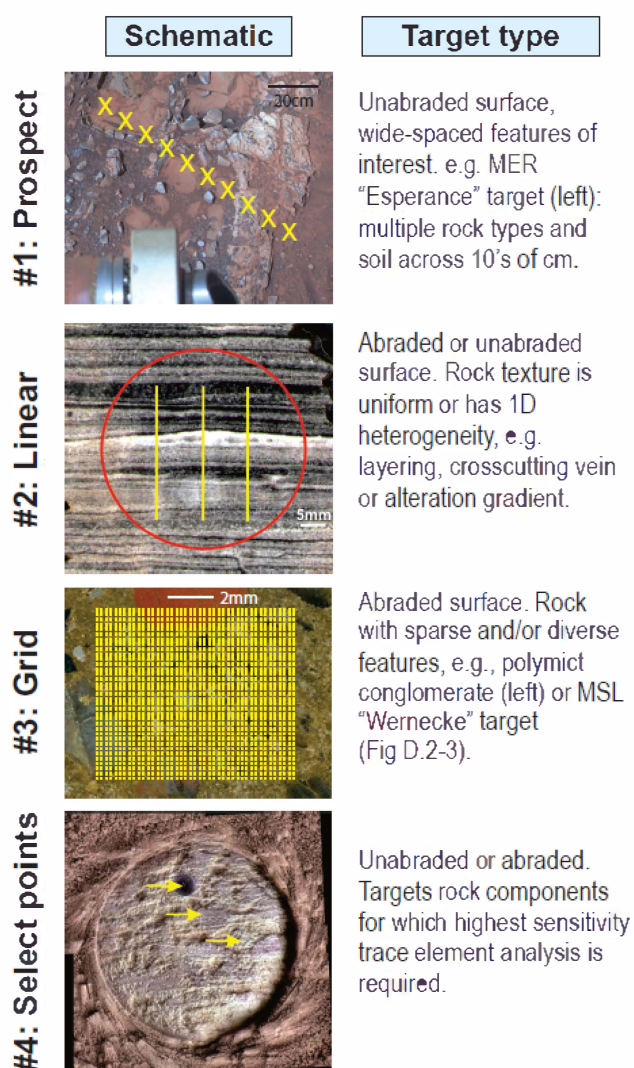 Schematic
Target type
#1: Prospect
X X X X X X X X X X
20cm
Unabraded surface,
wide-spaced features of
interest. e.g. MER
"Esperance" target (left):
multiple rock types and
soil across 10's of cm.
#2: Linear
5mm
Abraded or unabraded
surface. Rock texture is
uniform or has 1D
heterogeneity, e.g.
layering, crosscutting vein
or alteration gradient.
#3: Grid
2mm
Abraded surface. Rock
with sparse and/or diverse
features, e.g., polymict
conglomerate (left) or MSL
"Wernecke" target
(Fig D.2-3).
#4: Select points
Unabraded or abraded.
Targets rock components
for which highest sensitivity
trace element analysis is
required.